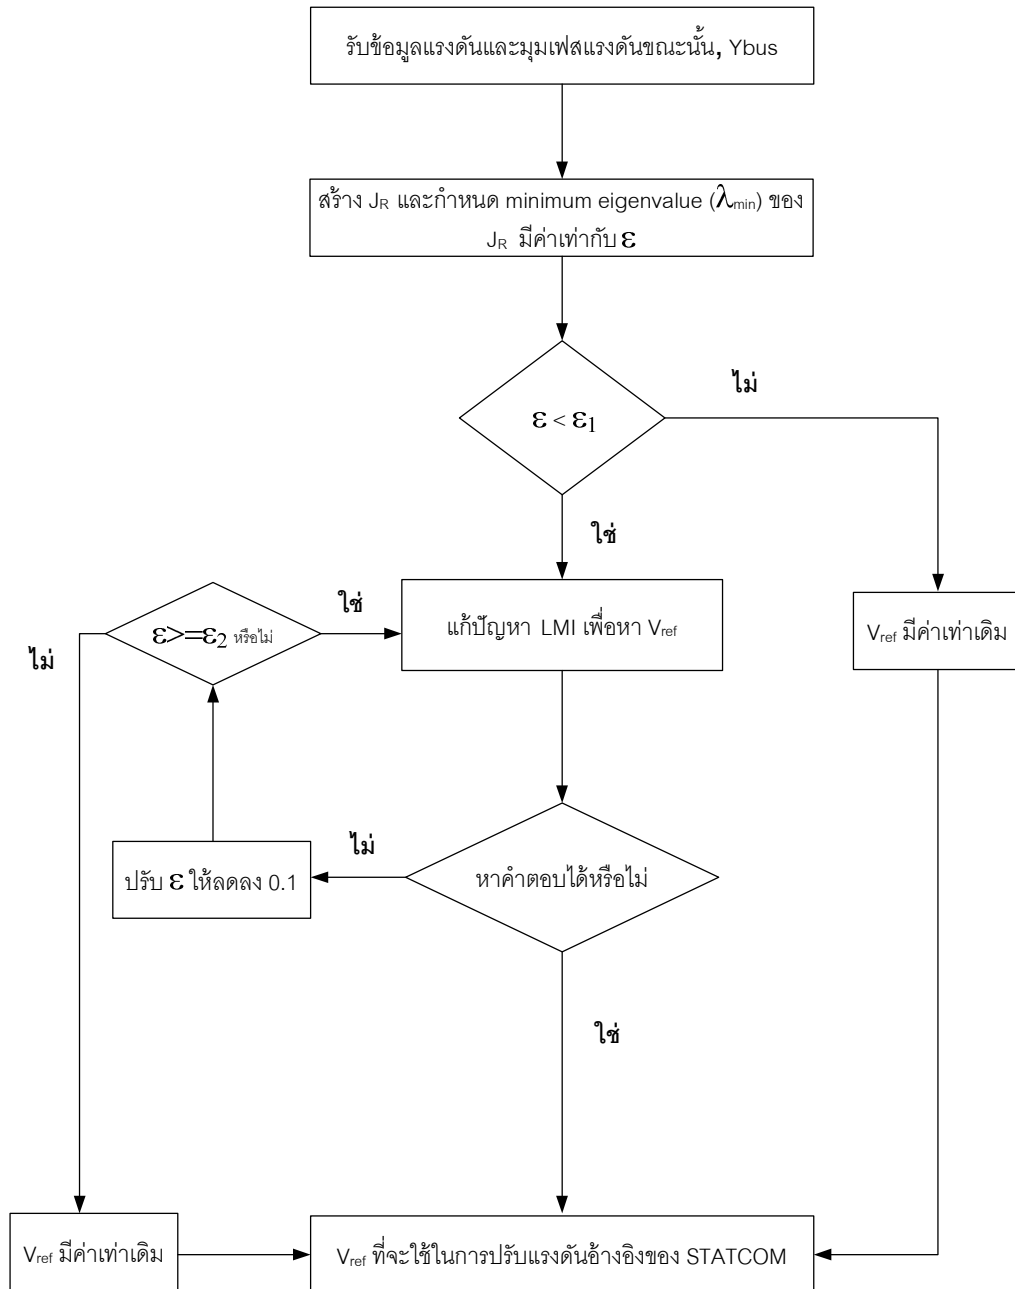 รับข้อมูลแรงดันและมุมเฟสแรงดันขณะนั้น, Ybus
สร้าง JR และกำหนด minimum eigenvalue (λmin) ของ
JR มีค่าเท่ากับ ε
ε < ε1
ไม่
ใช่
ε>=ε2 หรือไม่
ใช่
ไม่
แก้ปัญหา LMI เพื่อหา Vref
Vref มีค่าเท่าเดิม
ปรับ ε ให้ลดลง 0.1
ไม่
หาคำตอบได้หรือไม่
ใช่
Vref มีค่าเท่าเดิม
Vref ที่จะใช้ในการปรับแรงดันอ้างอิงของ STATCOM